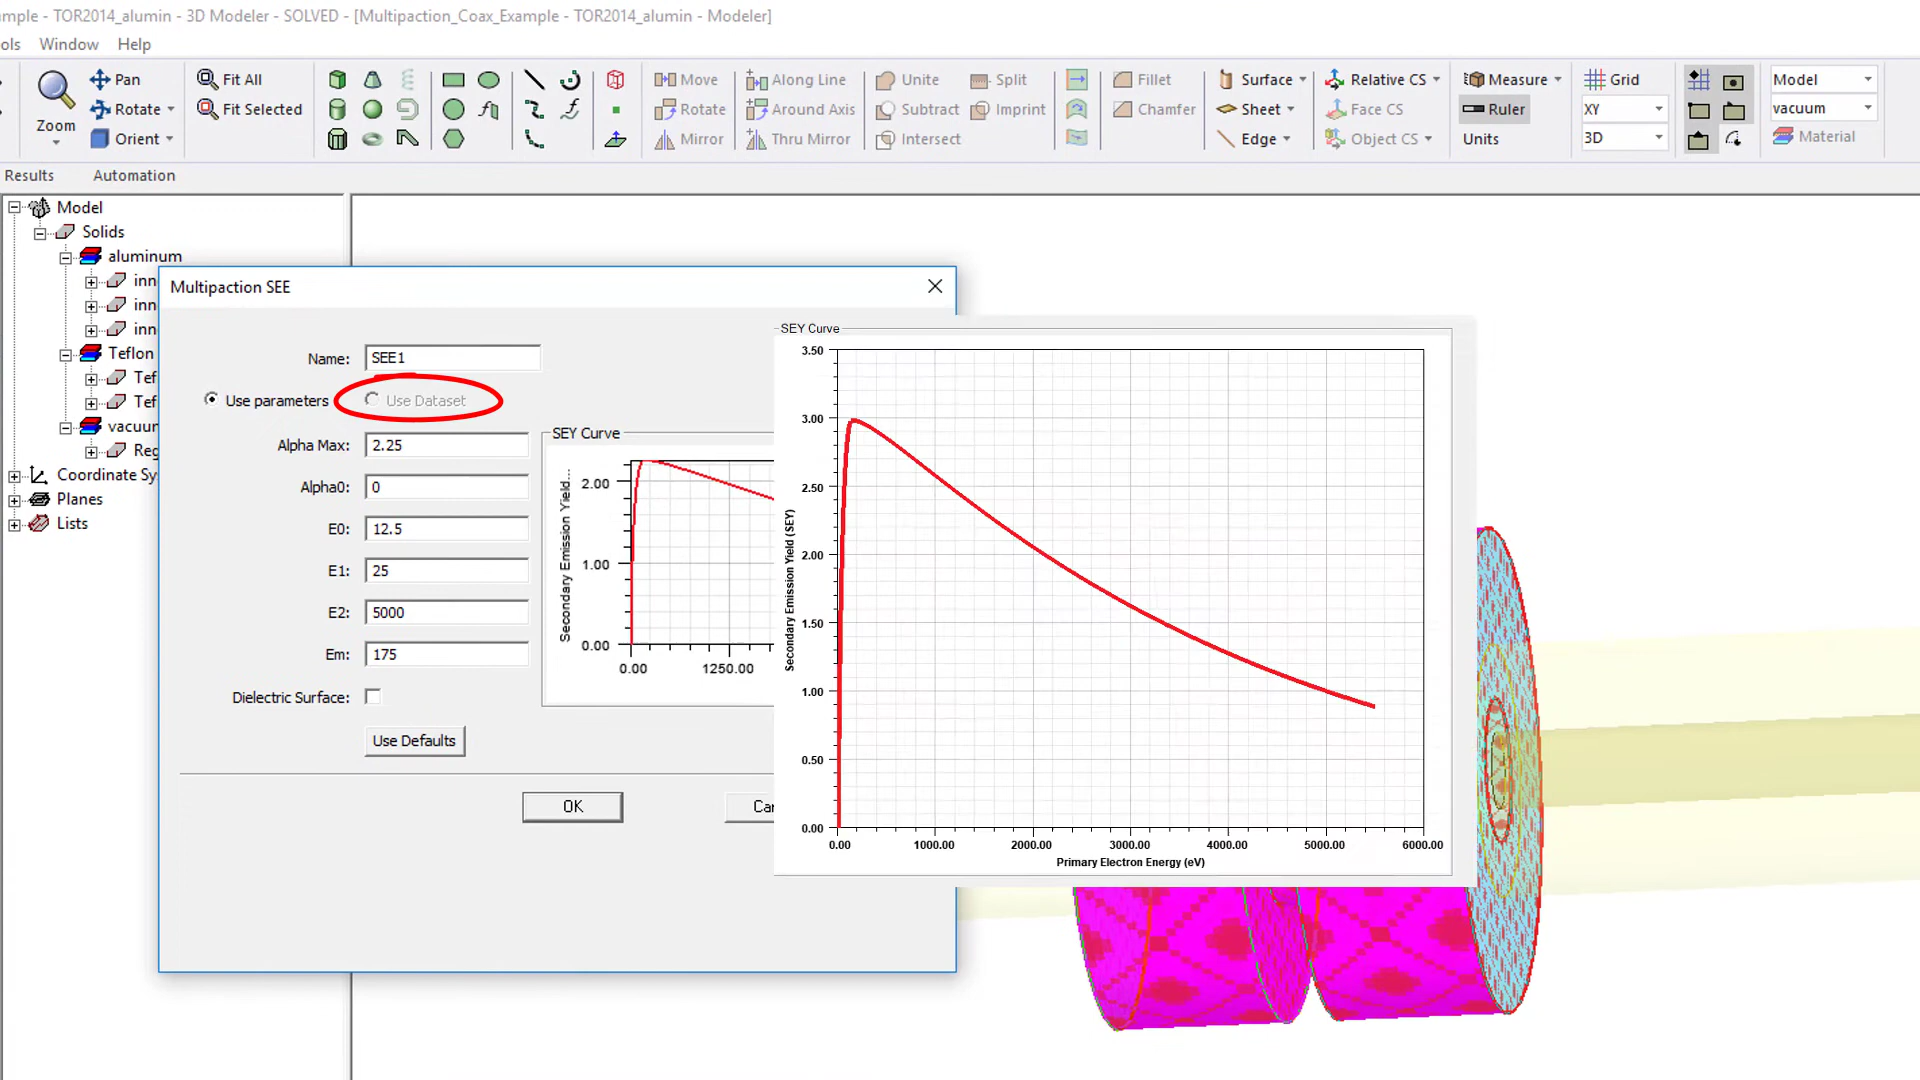 mple - TOR2014_alumin - 3D Modeler - SOLVED - [Multipaction_Coax_Example - TOR2014_alumin - Modeler]
ols Window Help
Zoom
Pan
Rotate
Orient
Fit All
Fit Selected
Move
Rotate
Mirror
Along Line
Around Axis
Thru Mirror
Unite
Subtract
Intersect
Split
Imprint
Fillet
Chamfer
Surface
Sheet
Edge
Relative CS
Face CS
Object CS
Measure
Ruler
Units
Grid
XY
3D
Model
vacuum
Material
Results Automation
Model
Solids
aluminum
inn
inn
inn
Teflon
Tef
Tef
vacuun
Reg
Coordinate Sy
Planes
Lists
Multipaction SEE
Name: SEE1
Use parameters Use Dataset
Alpha Max: 2.25
Alpha0: 0
E0: 12.5
E1: 25
E2: 5000
Em: 175
Dielectric Surface:
Use Defaults
OK
Car
SEY Curve
Secondary Emission Yield...
2.00
1.00
0.00
0.00 1250.00
SEY Curve
Secondary Emission Yield (SEY)
3.50
3.00
2.50
2.00
1.50
1.00
0.50
0.00
0.00 1000.00 2000.00 3000.00 4000.00 5000.00 6000.00
Primary Electron Energy (eV)